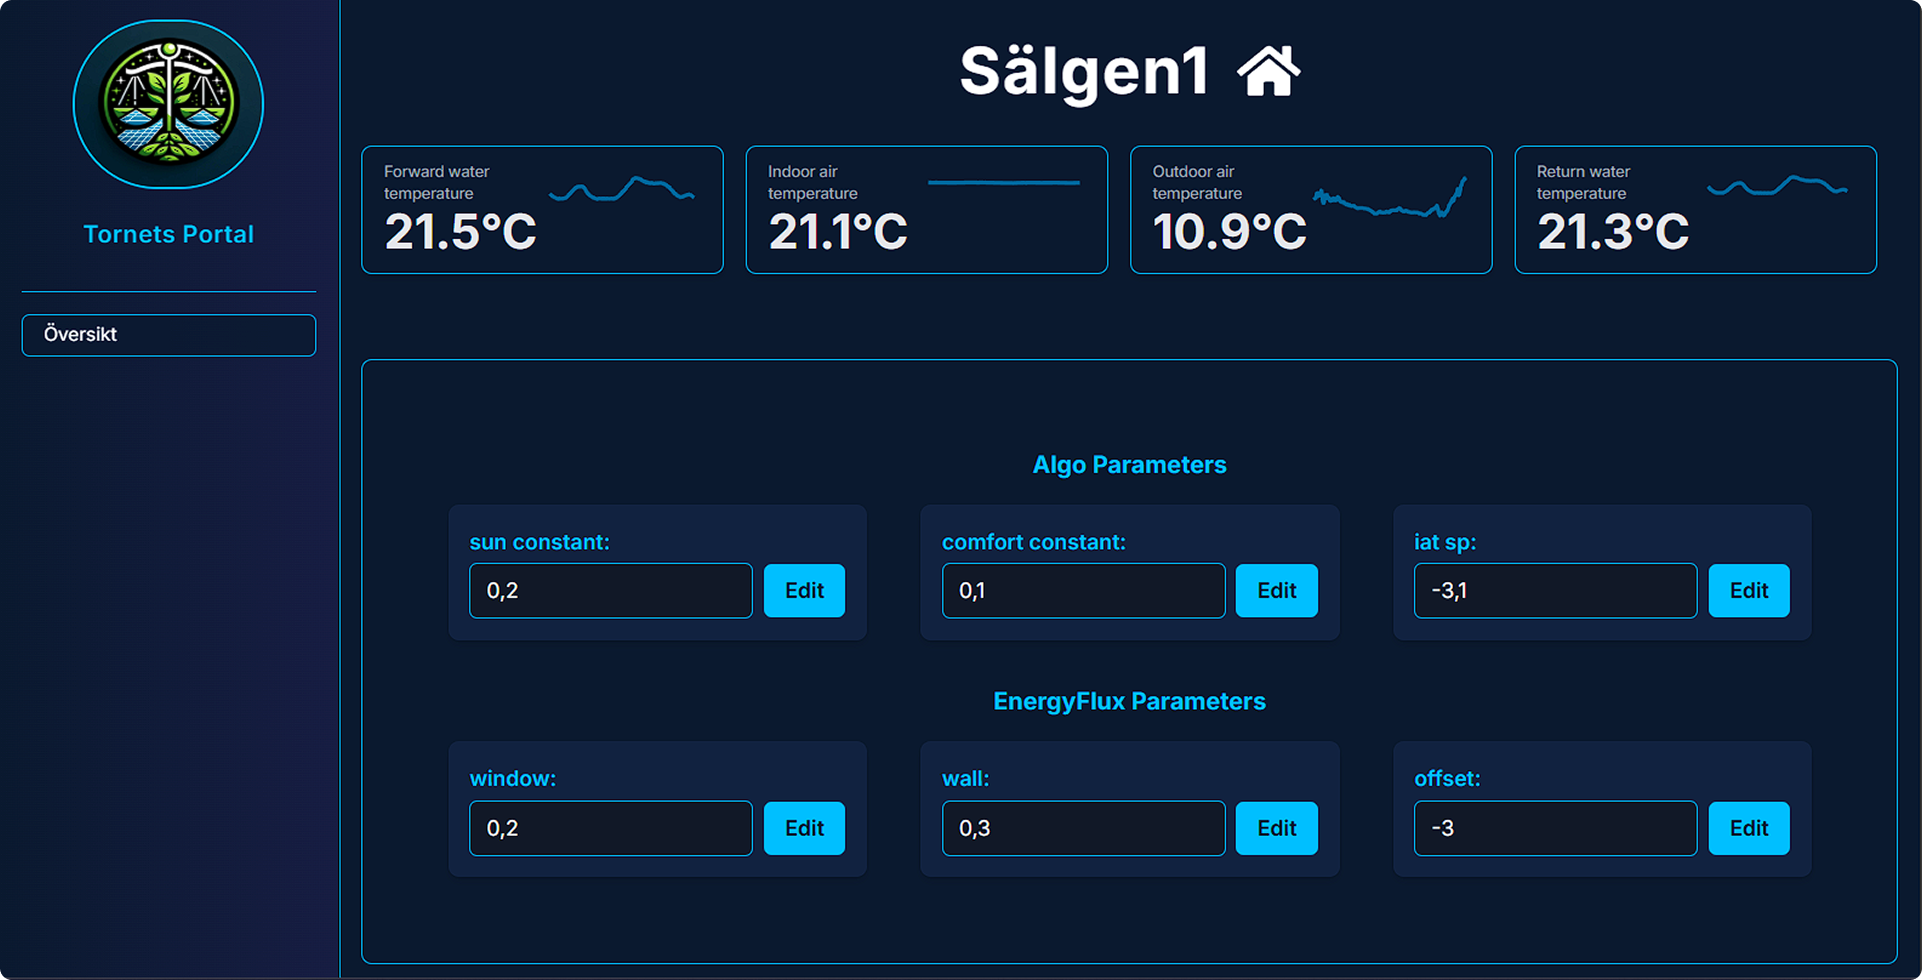 Tornets Portal
Översikt
Sälgen1
Forward water
temperature
21.5°C
Indoor air
temperature
21.1°C
Outdoor air
temperature
10.9°C
Return water
temperature
21.3°C
Algo Parameters
sun constant:
0,2
Edit
comfort constant:
0,1
Edit
iat sp:
-3,1
Edit
EnergyFlux Parameters
window:
0,2
Edit
wall:
0,3
Edit
offset:
-3
Edit